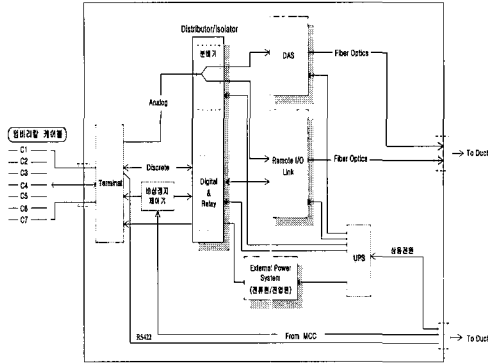 Distributor/Isolator
분배기
DAS
Fiber Optics
Analog
엄비리칼 케이블
C1
C2
C3
C4
C5
C6
C7
To Duct
Terminal
Discrete
Remote I/O
Link
Fiber Optics
비상정지
제어기
Digital
&
Relay
UPS
상용전원
External Power
System
(전류원/전압원)
RS422
From MCC
To Duct